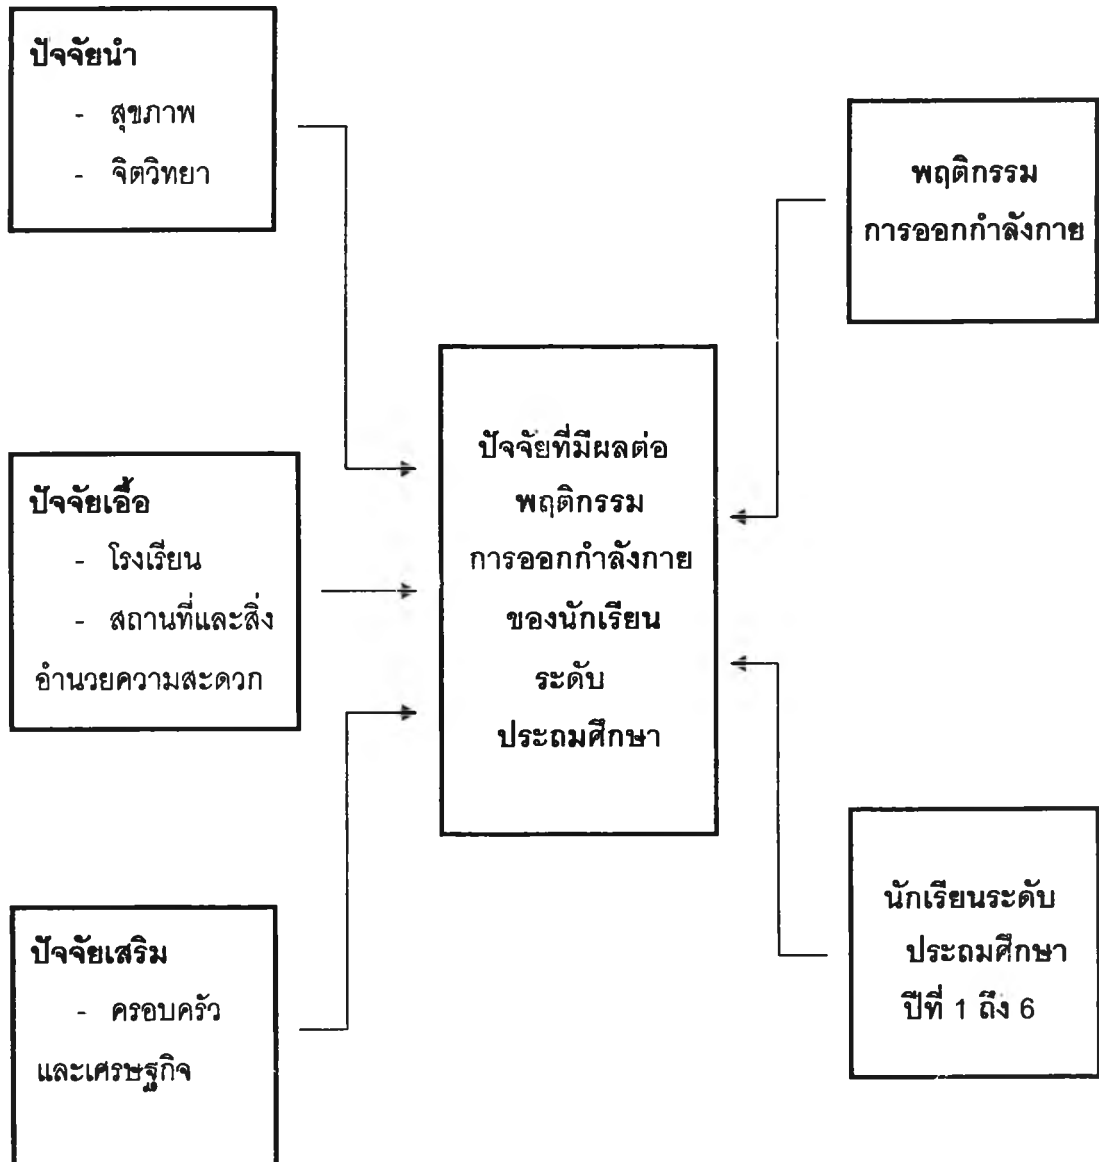 ปัจจัยนำ
- สุขภาพ
- จิตวิทยา
พฤติกรรม
การออกกำลังกาย
ปัจจัยที่มีผลต่อ
พฤติกรรม
การออกกำลังกาย
ของนักเรียน
ระดับ
ประถมศึกษา
ปัจจัยเอื้อ
- โรงเรียน
- สถานที่และสิ่ง
อำนวยความสะดวก
ปัจจัยเสริม
- ครอบครัว
และเศรษฐกิจ
นักเรียนระดับ
ประถมศึกษา
ปีที่ 1 ถึง 6